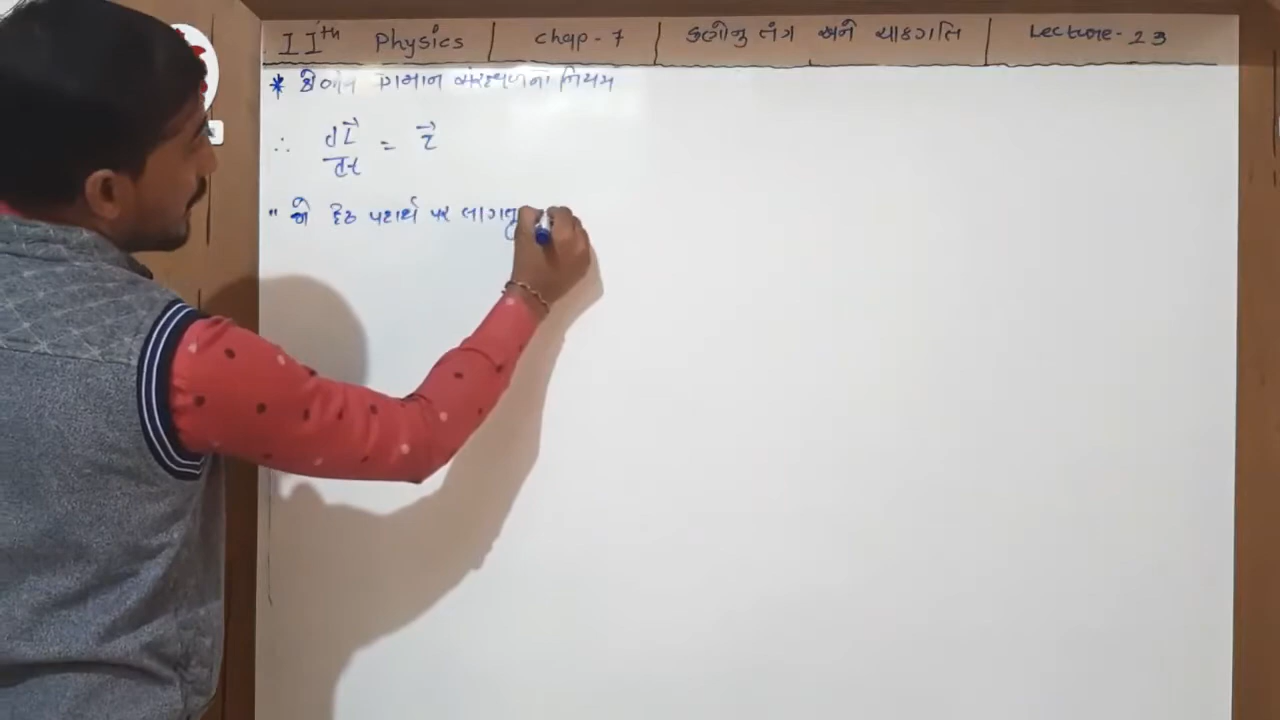 11th Physics | Chap - 7 | કણોનુ તંત્ર અને ચાકગતિ | Lecture - 23
* કોણીય વેગમાન સંરક્ષણનો નિયમ
∴ dL⃗/dt = τ⃗
" જો દૃઢ પદાર્થ પર લાગતુ